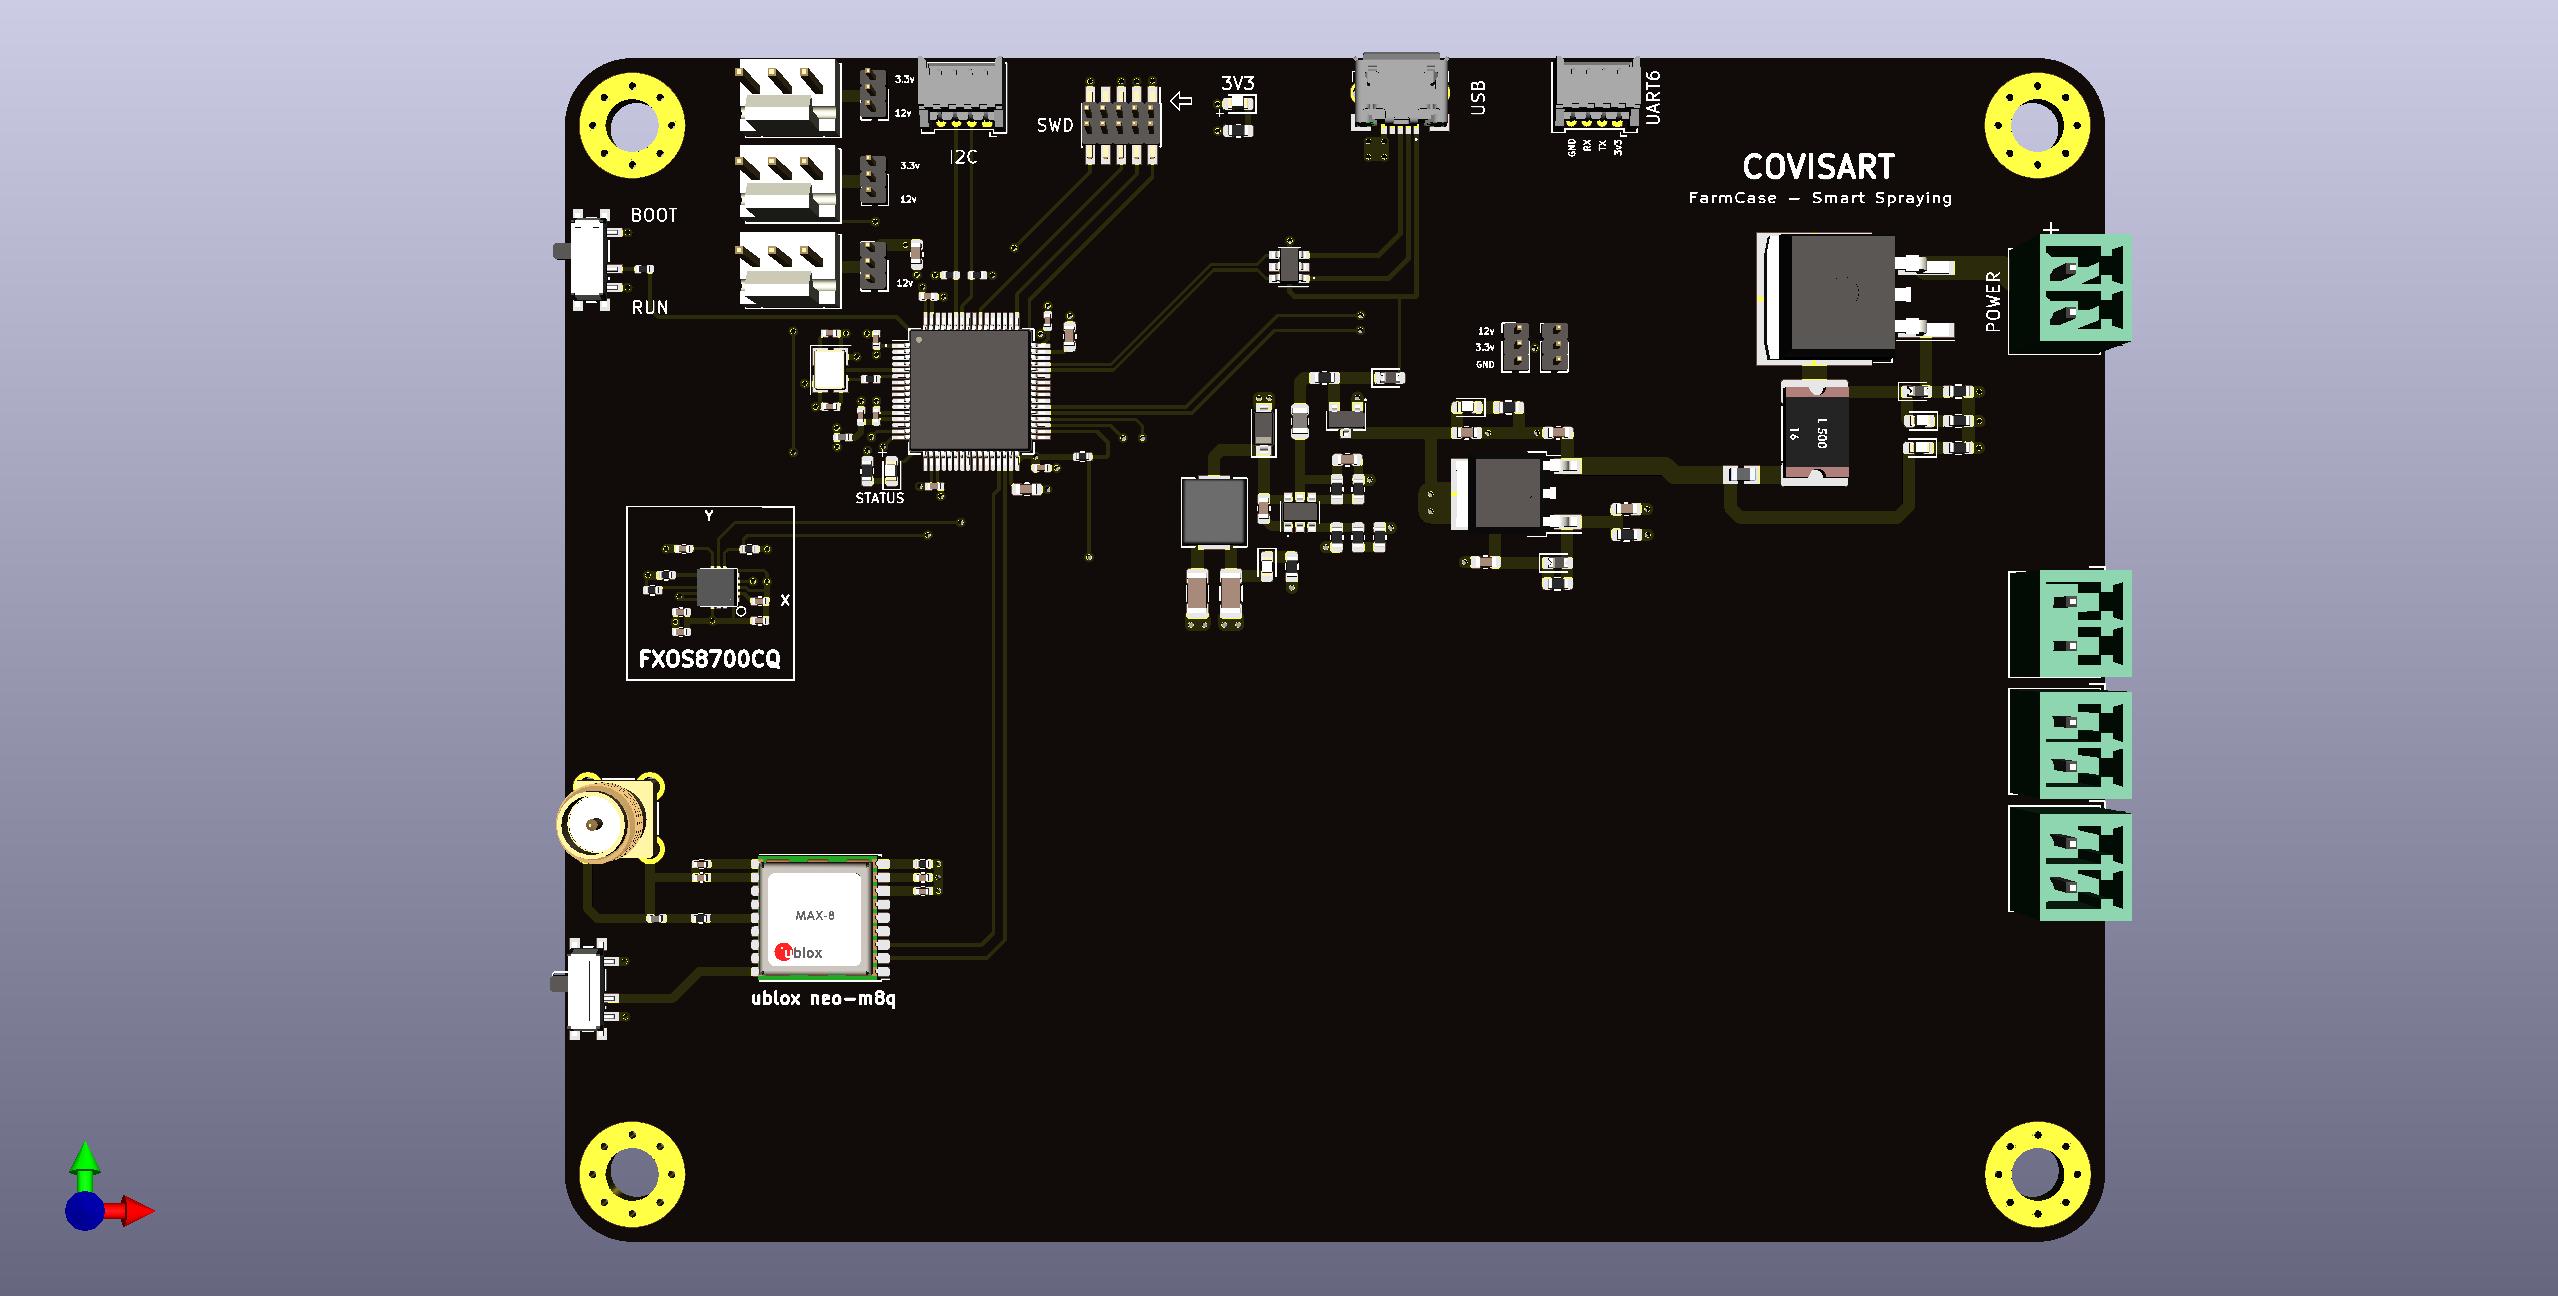 3.3v
12v
3.3v
12v
12v
I2C
SWD
3V3
+
USB
UART6
GND
RX
TX
3V3
COVISART
FarmCase – Smart Spraying
BOOT
RUN
+
POWER
12v
3.3v
GND
L500
16
+
STATUS
Y
X
FXOS8700CQ
MAX-8
ublox
ublox neo-m8q